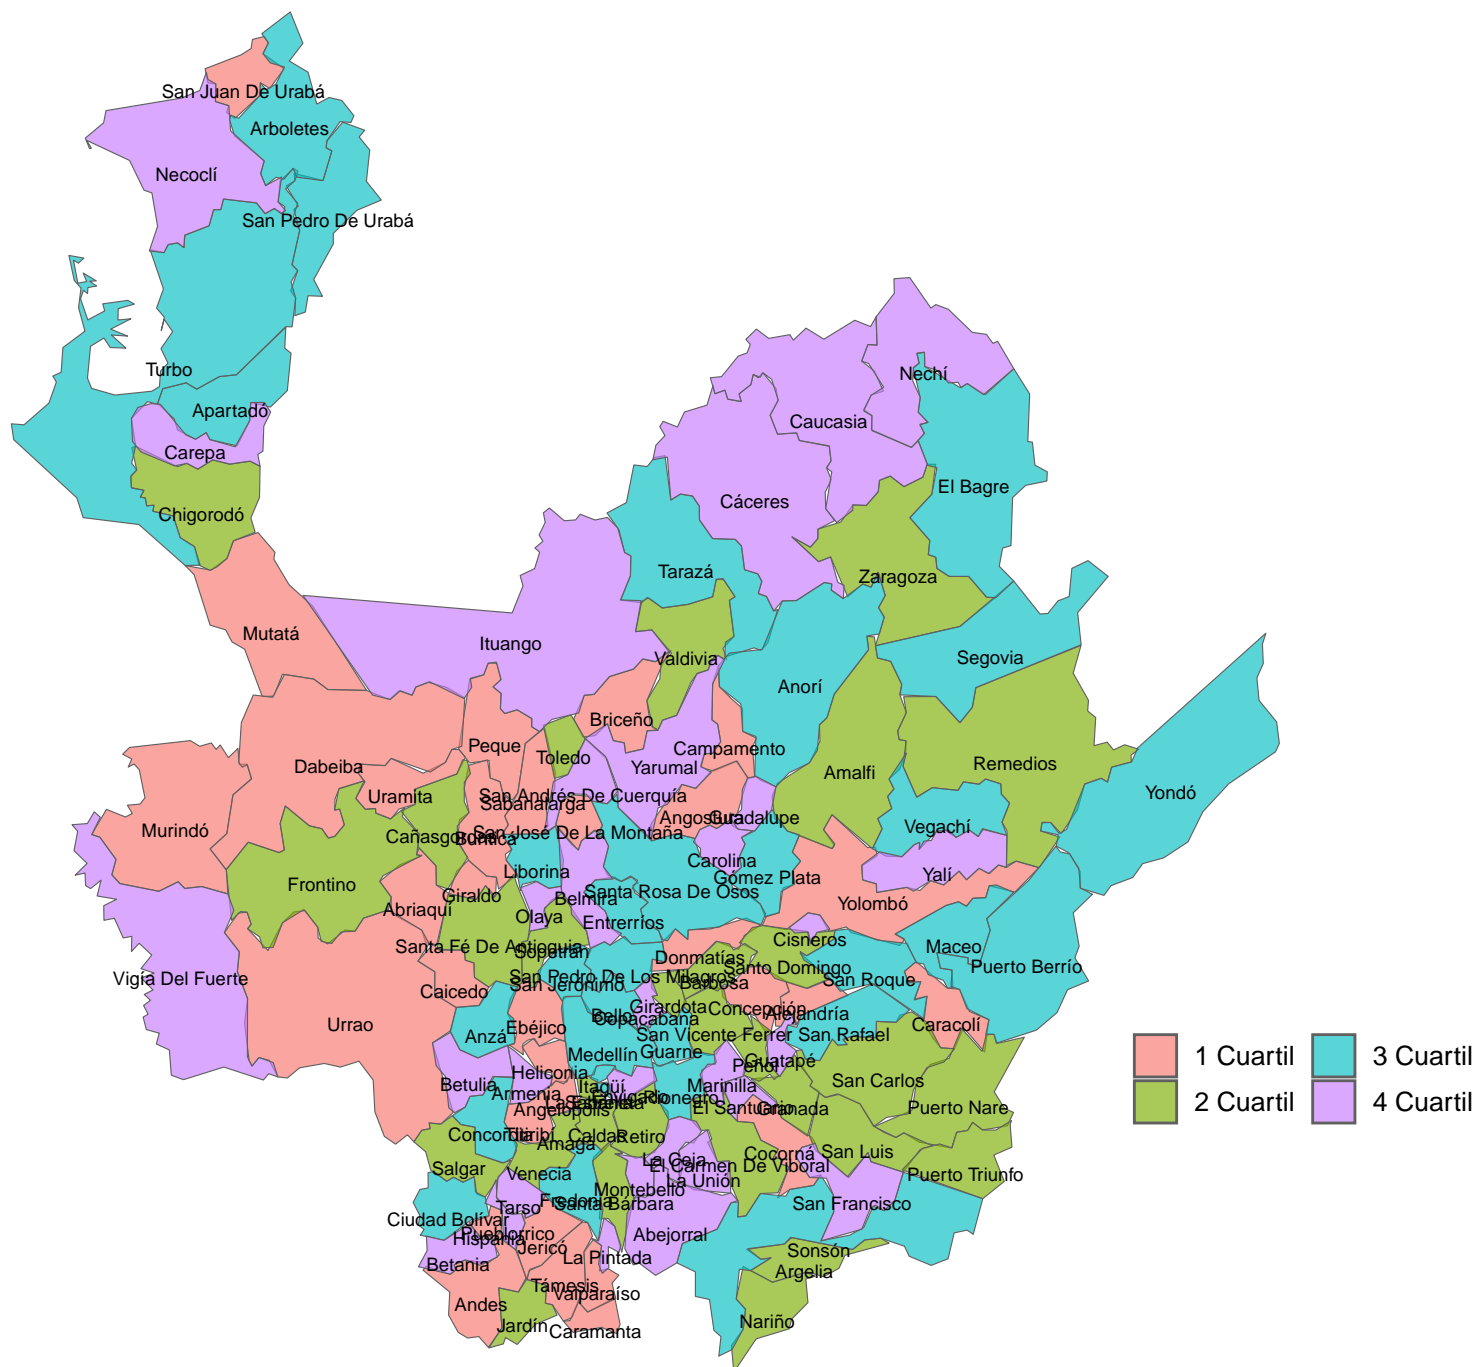 San Juan De Urabá
Arboletes
Necoclí
San Pedro De Urabá
Turbo
Nechí
Apartadó
Caucasia
Carepa
El Bagre
Cáceres
Chigorodó
Tarazá
Zaragoza
Mutatá
Ituango
Valdivia
Segovia
Anorí
Briceño
Peque
Campamento
Toledo
Dabeiba
Yarumal
Amalfi
Remedios
Yondó
Uramita
San Andrés De Cuerquía
Sabanalarga
Angostura
Guadalupe
Vegachí
Murindó
Cañasgordas
Buriticá
San José De La Montaña
Carolina
Liborina
Gómez Plata
Yalí
Frontino
Santa Rosa De Osos
Giraldo
Belmira
Yolombó
Abriaquí
Olaya
Entrerríos
Cisneros
Santa Fé De Antioquia
Sopetrán
Maceo
Donmatías
Santo Domingo
Puerto Berrío
Vigía Del Fuerte
San Pedro De Los Milagros
San Roque
Barbosa
San Jerónimo
Caicedo
Girardota
Concepción
Alejandría
Bello
Copacabana
Urrao
Ebéjico
Caracolí
Anzá
San Vicente Ferrer
San Rafael
Guarne
Medellín
Guatapé
Peñol
Heliconia
San Carlos
Betulia
Itagüí
Marinilla
Armenia
Envigado
Rionegro
La Estrella
Sabaneta
Angelópolis
El Santuario
Granada
Puerto Nare
Concordia
Titiribí
Caldas
Retiro
Amagá
San Luis
Cocorná
La Ceja
El Carmen De Viboral
Salgar
Venecia
Puerto Triunfo
La Unión
Montebello
Fredonia
Santa Bárbara
San Francisco
Tarso
Ciudad Bolívar
Pueblorrico
Abejorral
Hispania
Jericó
Sonsón
La Pintada
Betania
Argelia
Támesis
Valparaíso
Andes
Nariño
Jardín
Caramanta
1 Cuartil
3 Cuartil
2 Cuartil
4 Cuartil